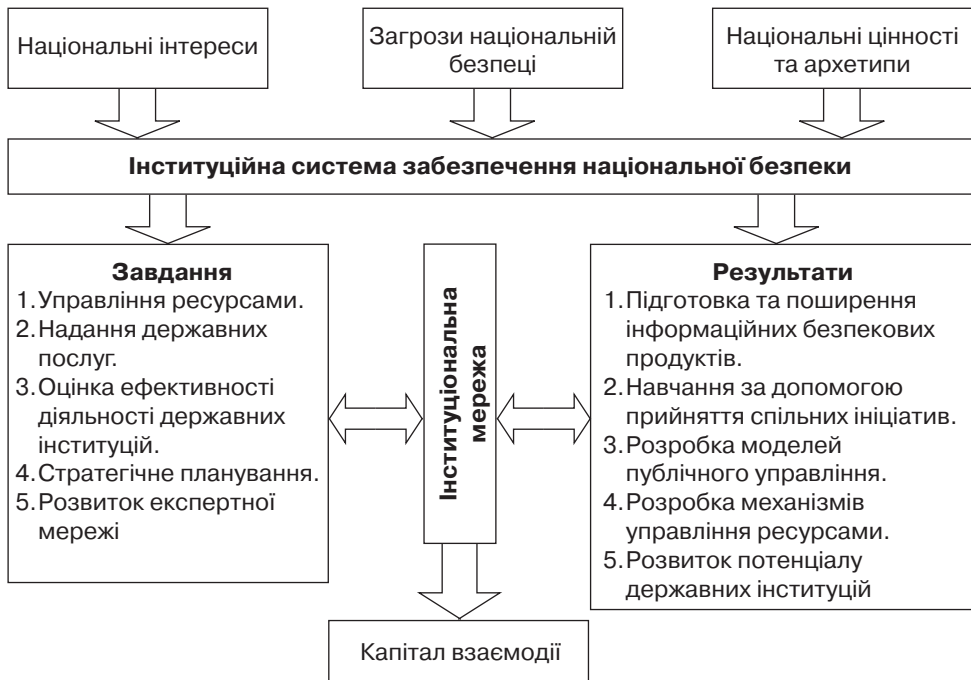 Національні інтереси
Загрози національній
безпеці
Національні цінності
та архетипи
Інституційна система забезпечення національної безпеки
Завдання
1. Управління ресурсами.
2. Надання державних
послуг.
3. Оцінка ефективності
діяльності державних
інституцій.
4. Стратегічне планування.
5. Розвиток експертної
мережі
Інституціональна
мережа
Результати
1. Підготовка та поширення
інформаційних безпекових
продуктів.
2. Навчання за допомогою
прийняття спільних ініціатив.
3. Розробка моделей
публічного управління.
4. Розробка механізмів
управління ресурсами.
5. Розвиток потенціалу
державних інституцій
Капітал взаємодії